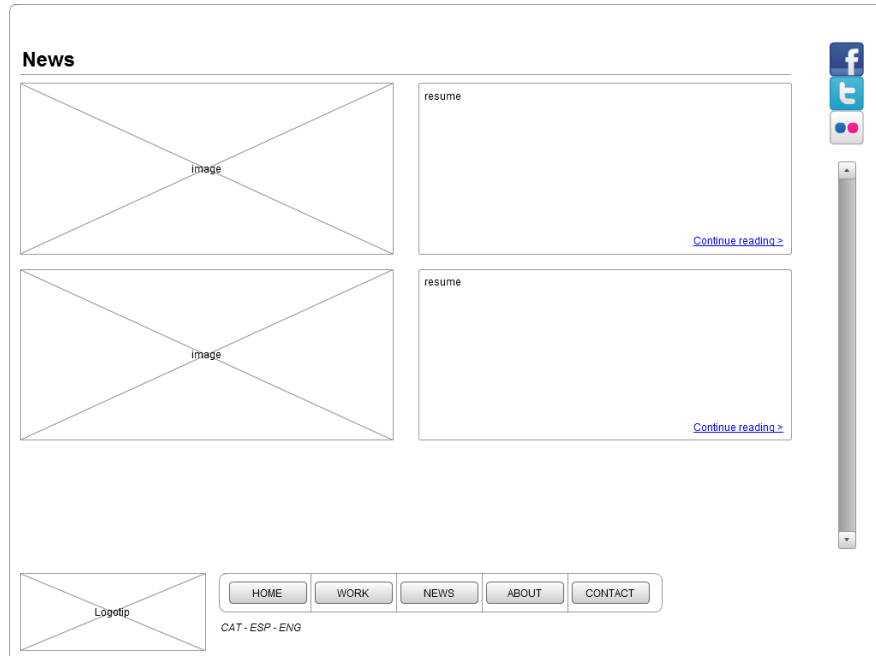 News
image
resume
Continue reading >
image
resume
Continue reading >
Logotip
HOME
WORK
NEWS
ABOUT
CONTACT
CAT - ESP - ENG